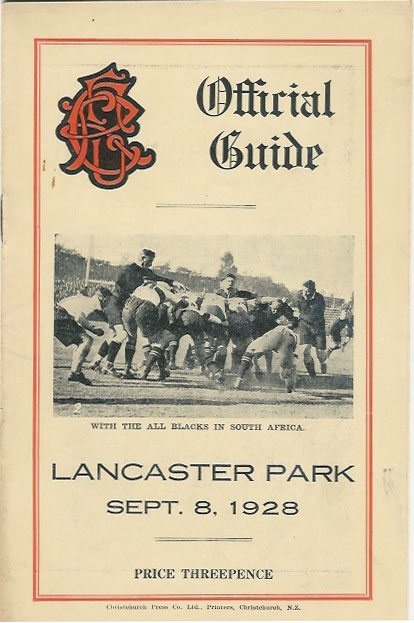 Official
Guide
2
WITH THE ALL BLACKS IN SOUTH AFRICA.
LANCASTER PARK
SEPT. 8, 1928
PRICE THREEPENCE
Christchurch Press Co. Ltd., Printers, Christchurch, N.Z.